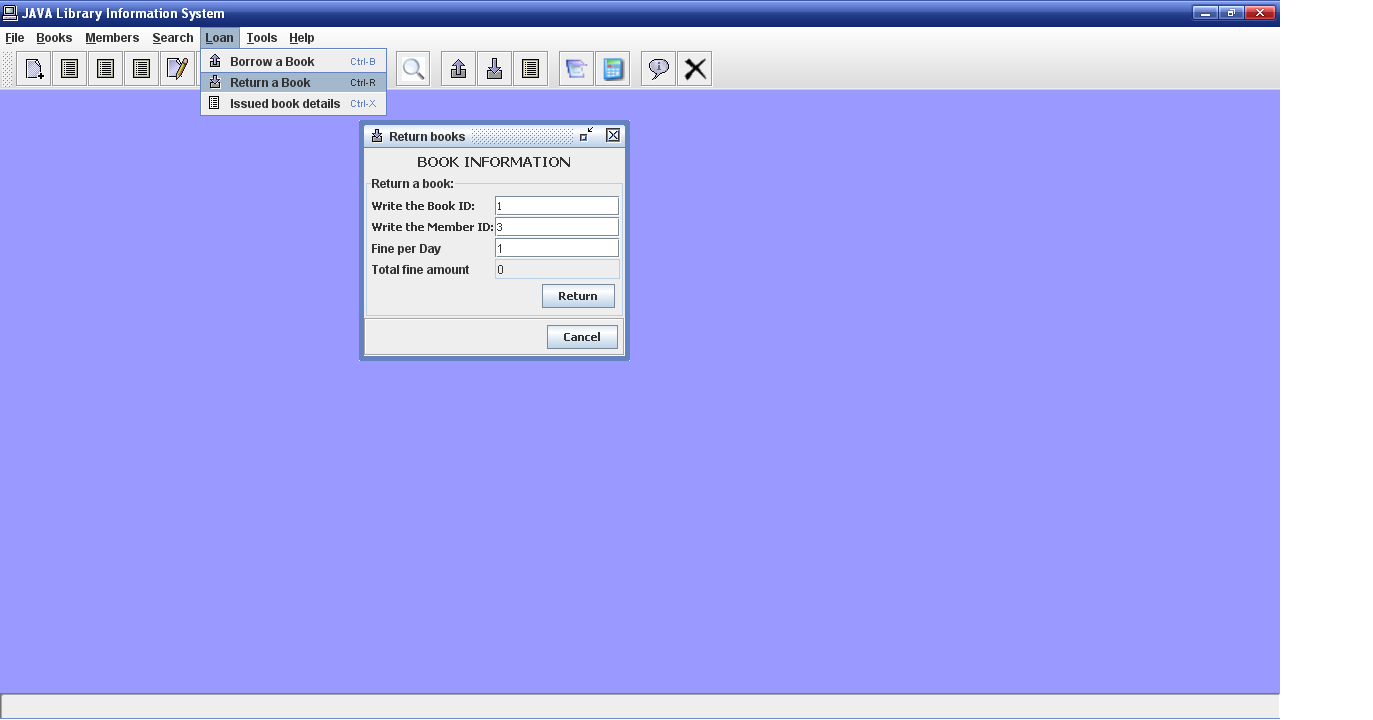 JAVA Library Information System
File Books Members Search Loan Tools Help
Borrow a Book Ctrl-B
Return a Book Ctrl-R
Issued book details Ctrl-X
Return books
BOOK INFORMATION
Return a book:
Write the Book ID: 1
Write the Member ID: 3
Fine per Day 1
Total fine amount 0
Return
Cancel